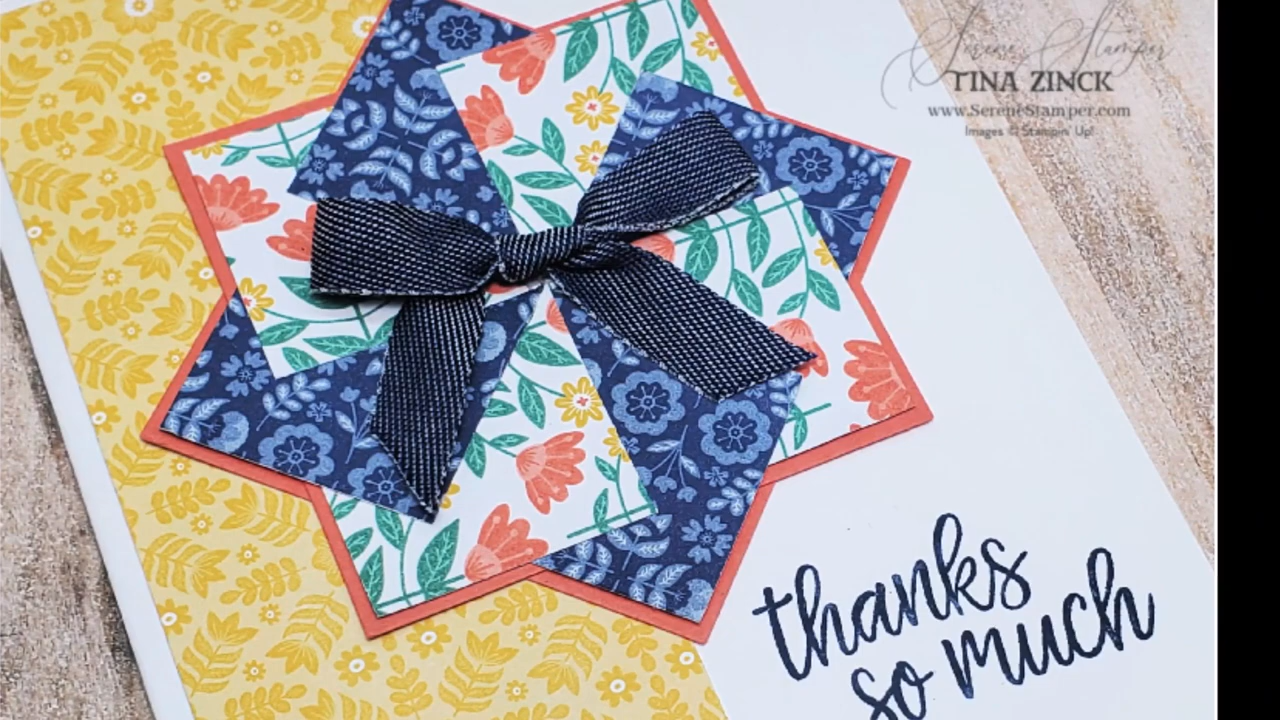 Serene Stamper
TINA ZINCK
www.SereneStamper.com
Images © Stampin' Up!
thanks
so much